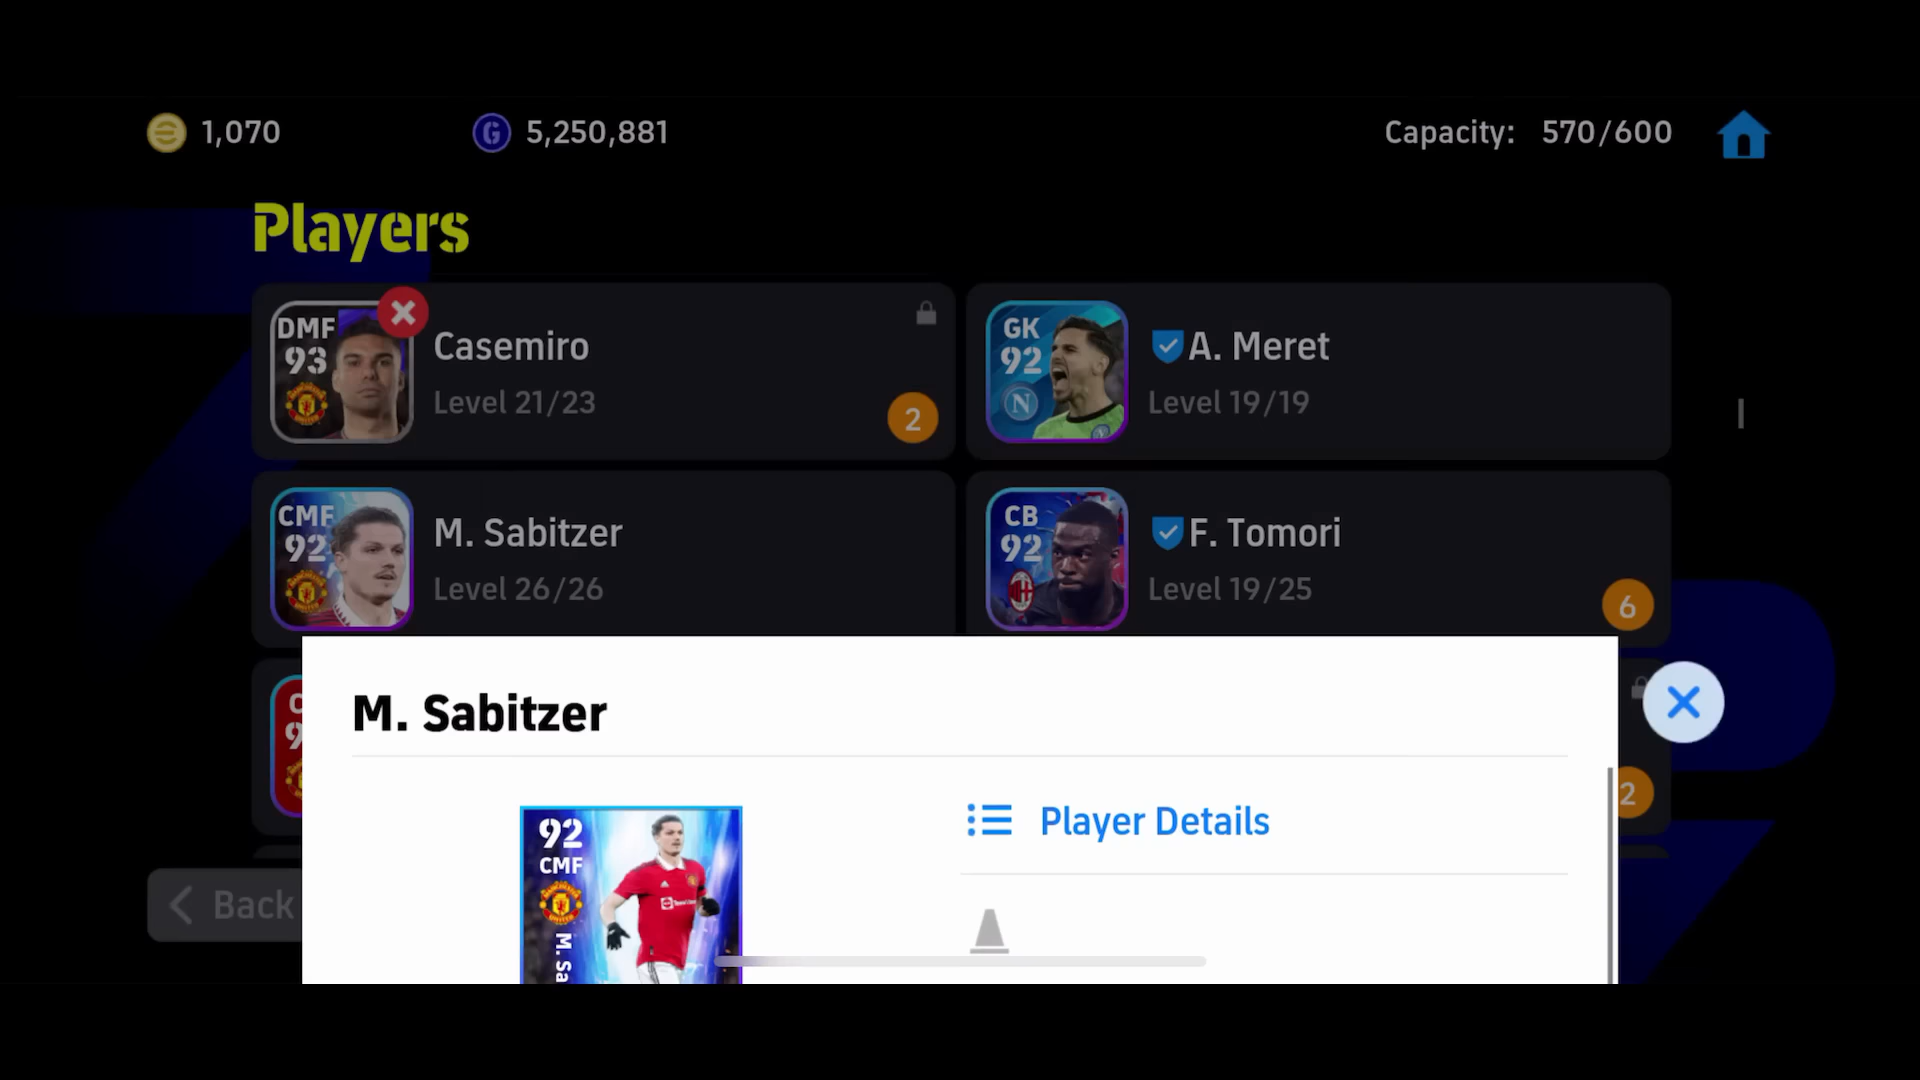 1,070
5,250,881
Capacity: 570/600
Players
DMF
93
Casemiro
Level 21/23
2
GK
92
N
A. Meret
Level 19/19
CMF
92
M. Sabitzer
Level 26/26
CB
92
F. Tomori
Level 19/25
6
2
M. Sabitzer
92
CMF
M. Sa
Player Details
Back